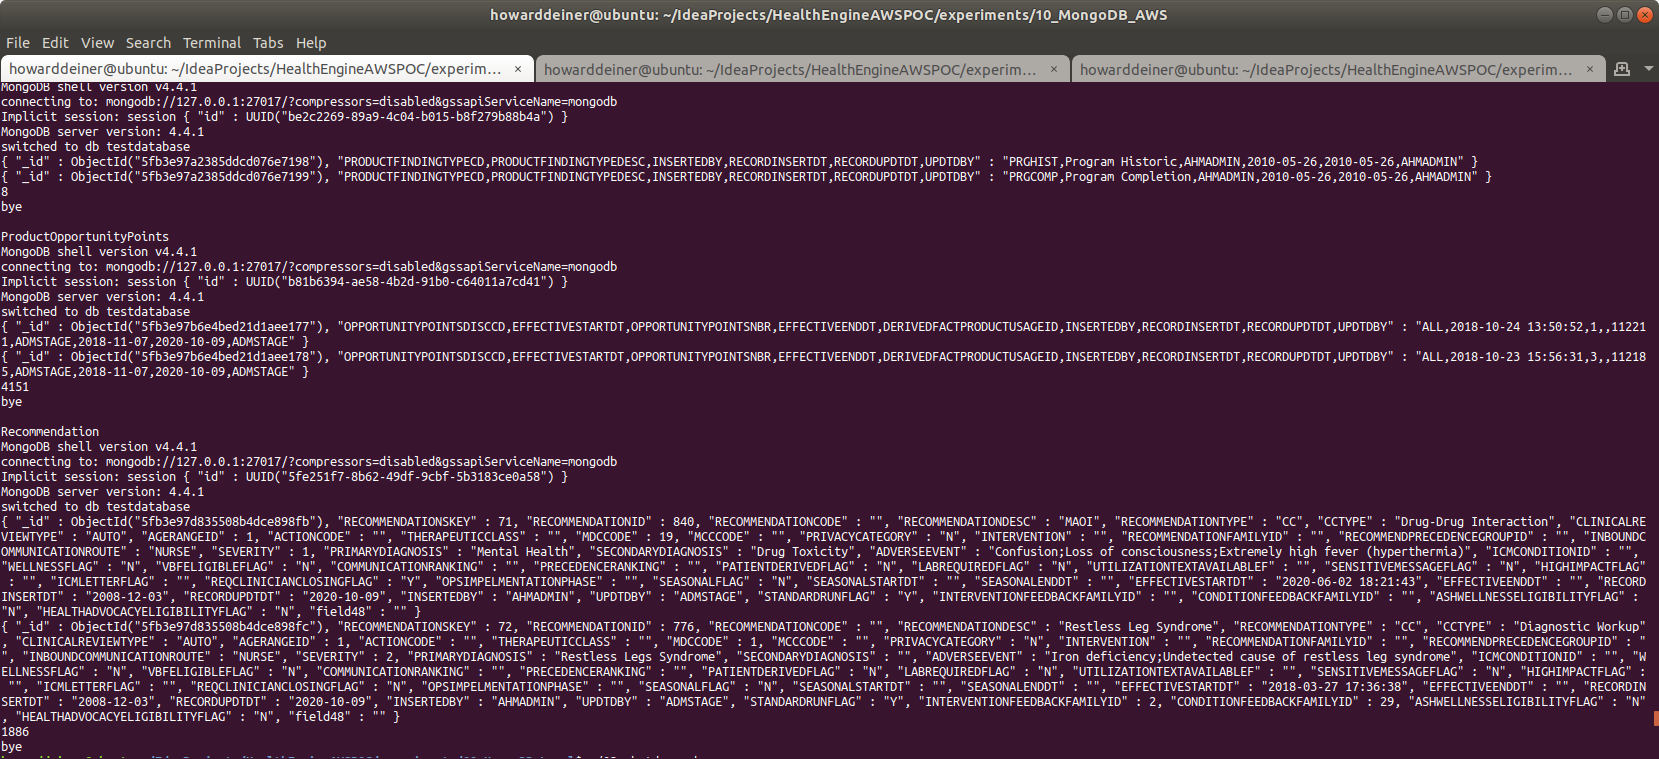 howarddeiner@ubuntu: ~/IdeaProjects/HealthEngineAWSPOC/experiments/10_MongoDB_AWS
File Edit View Search Terminal Tabs Help
howarddeiner@ubuntu: ~/IdeaProjects/HealthEngineAWSPOC/experim... × howarddeiner@ubuntu: ~/IdeaProjects/HealthEngineAWSPOC/experim... × howarddeiner@ubuntu: ~/IdeaProjects/HealthEngineAWSPOC/experim... ×
MongoDB shell version v4.4.1
connecting to: mongodb://127.0.0.1:27017/?compressors=disabled&gssapiServiceName=mongodb
Implicit session: session { "id" : UUID("be2c2269-89a9-4c04-b015-b8f279b88b4a") }
MongoDB server version: 4.4.1
switched to db testdatabase
{ "_id" : ObjectId("5fb3e97a2385ddcd076e7198"), "PRODUCTFINDINGTYPECD,PRODUCTFINDINGTYPEDESC,INSERTEDBY,RECORDINSERTDT,RECORDUPDTDT,UPDTDBY" : "PRGHIST,Program Historic,AHMADMIN,2010-05-26,2010-05-26,AHMADMIN" }
{ "_id" : ObjectId("5fb3e97a2385ddcd076e7199"), "PRODUCTFINDINGTYPECD,PRODUCTFINDINGTYPEDESC,INSERTEDBY,RECORDINSERTDT,RECORDUPDTDT,UPDTDBY" : "PRGCOMP,Program Completion,AHMADMIN,2010-05-26,2010-05-26,AHMADMIN" }
8
bye
ProductOpportunityPoints
MongoDB shell version v4.4.1
connecting to: mongodb://127.0.0.1:27017/?compressors=disabled&gssapiServiceName=mongodb
Implicit session: session { "id" : UUID("b81b6394-ae58-4b2d-91b0-c64011a7cd41") }
MongoDB server version: 4.4.1
switched to db testdatabase
{ "_id" : ObjectId("5fb3e97b6e4bed21d1aee177"), "OPPORTUNITYPOINTSDISCCD,EFFECTIVESTARTDT,OPPORTUNITYPOINTSNBR,EFFECTIVEENDDT,DERIVEDFACTPRODUCTUSAGEID,INSERTEDBY,RECORDINSERTDT,RECORDUPDTDT,UPDTDBY" : "ALL,2018-10-24 13:50:52,1,,11221
1,ADMSTAGE,2018-11-07,2020-10-09,ADMSTAGE" }
{ "_id" : ObjectId("5fb3e97b6e4bed21d1aee178"), "OPPORTUNITYPOINTSDISCCD,EFFECTIVESTARTDT,OPPORTUNITYPOINTSNBR,EFFECTIVEENDDT,DERIVEDFACTPRODUCTUSAGEID,INSERTEDBY,RECORDINSERTDT,RECORDUPDTDT,UPDTDBY" : "ALL,2018-10-23 15:56:31,3,,11218
5,ADMSTAGE,2018-11-07,2020-10-09,ADMSTAGE" }
4151
bye
Recommendation
MongoDB shell version v4.4.1
connecting to: mongodb://127.0.0.1:27017/?compressors=disabled&gssapiServiceName=mongodb
Implicit session: session { "id" : UUID("5fe251f7-8b62-49df-9cbf-5b3183ce0a58") }
MongoDB server version: 4.4.1
switched to db testdatabase
{ "_id" : ObjectId("5fb3e97d835508b4dce898fb"), "RECOMMENDATIONSKEY" : 71, "RECOMMENDATIONID" : 840, "RECOMMENDATIONCODE" : "", "RECOMMENDATIONDESC" : "MAOI", "RECOMMENDATIONTYPE" : "CC", "CCTYPE" : "Drug-Drug Interaction", "CLINICALRE
VIEWTYPE" : "AUTO", "AGERANGEID" : 1, "ACTIONCODE" : "", "THERAPEUTICCLASS" : "", "MDCCODE" : 19, "MCCCODE" : "", "PRIVACYCATEGORY" : "N", "INTERVENTION" : "", "RECOMMENDATIONFAMILYID" : "", "RECOMMENDPRECEDENCEGROUPID" : "", "INBOUNDC
OMMUNICATIONROUTE" : "NURSE", "SEVERITY" : 1, "PRIMARYDIAGNOSIS" : "Mental Health", "SECONDARYDIAGNOSIS" : "Drug Toxicity", "ADVERSEEVENT" : "Confusion;Loss of consciousness;Extremely high fever (hyperthermia)", "ICMCONDITIONID" : "",
"WELLNESSFLAG" : "N", "VBFELIGIBLEFLAG" : "N", "COMMUNICATIONRANKING" : "", "PRECEDENCERANKING" : "", "PATIENTDERIVEDFLAG" : "N", "LABREQUIREDFLAG" : "N", "UTILIZATIONTEXTAVAILABLEF" : "", "SENSITIVEMESSAGEFLAG" : "N", "HIGHIMPACTFLAG"
: "", "ICMLETTERFLAG" : "", "REQCLINICIANCLOSINGFLAG" : "Y", "OPSIMPELMENTATIONPHASE" : "", "SEASONALFLAG" : "N", "SEASONALSTARTDT" : "", "SEASONALENDDT" : "", "EFFECTIVESTARTDT" : "2020-06-02 18:21:43", "EFFECTIVEENDDT" : "", "RECORD
INSERTDT" : "2008-12-03", "RECORDUPDTDT" : "2020-10-09", "INSERTEDBY" : "AHMADMIN", "UPDTDBY" : "ADMSTAGE", "STANDARDRUNFLAG" : "Y", "INTERVENTIONFEEDBACKFAMILYID" : "", "CONDITIONFEEDBACKFAMILYID" : "", "ASHWELLNESSELIGIBILITYFLAG" :
"N", "HEALTHADVOCACYELIGIBILITYFLAG" : "N", "field48" : "" }
{ "_id" : ObjectId("5fb3e97d835508b4dce898fc"), "RECOMMENDATIONSKEY" : 72, "RECOMMENDATIONID" : 776, "RECOMMENDATIONCODE" : "", "RECOMMENDATIONDESC" : "Restless Leg Syndrome", "RECOMMENDATIONTYPE" : "CC", "CCTYPE" : "Diagnostic Workup"
, "CLINICALREVIEWTYPE" : "AUTO", "AGERANGEID" : 1, "ACTIONCODE" : "", "THERAPEUTICCLASS" : "", "MDCCODE" : 1, "MCCCODE" : "", "PRIVACYCATEGORY" : "N", "INTERVENTION" : "", "RECOMMENDATIONFAMILYID" : "", "RECOMMENDPRECEDENCEGROUPID" : "
", "INBOUNDCOMMUNICATIONROUTE" : "NURSE", "SEVERITY" : 2, "PRIMARYDIAGNOSIS" : "Restless Legs Syndrome", "SECONDARYDIAGNOSIS" : "", "ADVERSEEVENT" : "Iron deficiency;Undetected cause of restless leg syndrome", "ICMCONDITIONID" : "", "W
ELLNESSFLAG" : "N", "VBFELIGIBLEFLAG" : "N", "COMMUNICATIONRANKING" : "", "PRECEDENCERANKING" : "", "PATIENTDERIVEDFLAG" : "N", "LABREQUIREDFLAG" : "N", "UTILIZATIONTEXTAVAILABLEF" : "", "SENSITIVEMESSAGEFLAG" : "N", "HIGHIMPACTFLAG" :
"", "ICMLETTERFLAG" : "", "REQCLINICIANCLOSINGFLAG" : "N", "OPSIMPELMENTATIONPHASE" : "", "SEASONALFLAG" : "N", "SEASONALSTARTDT" : "", "SEASONALENDDT" : "", "EFFECTIVESTARTDT" : "2018-03-27 17:36:38", "EFFECTIVEENDDT" : "", "RECORDIN
SERTDT" : "2008-12-03", "RECORDUPDTDT" : "2020-10-09", "INSERTEDBY" : "AHMADMIN", "UPDTDBY" : "ADMSTAGE", "STANDARDRUNFLAG" : "Y", "INTERVENTIONFEEDBACKFAMILYID" : 2, "CONDITIONFEEDBACKFAMILYID" : 29, "ASHWELLNESSELIGIBILITYFLAG" : "N"
, "HEALTHADVOCACYELIGIBILITYFLAG" : "N", "field48" : "" }
1886
bye